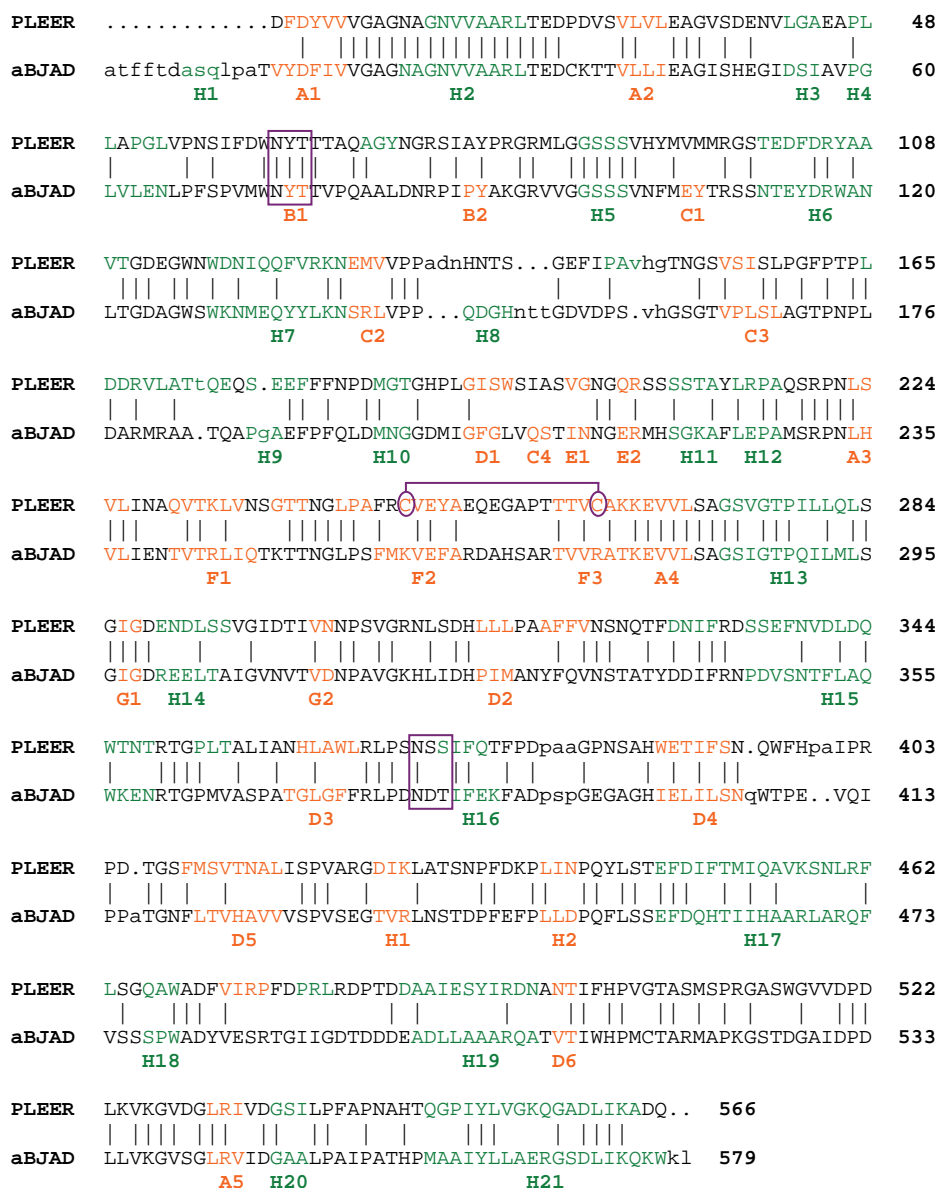 PLEER .............DFDYVVVGAGNAGNVVAARLTEDPDVSVLVLEAGVSDENVLGAEAPL 48
aBJAD atfftdasqlpaTVYDFIVVGAGNAGNVVAARLTEDCKTTVLLIEAGISHEGIDSIAVPG 60
H1 A1 H2 A2 H3 H4
PLEER LAPGLVPNSIFDWNYTTTAQAGYNGRSIAYPRGRMLGGSSSVHYMVMMRGSTEDFDRYAA 108
aBJAD LVLENLPFSPVMWNYTTVPQAALDNRPIPYAKGRVVGGSSSVNFMEYTRSSNTEYDRWAN 120
B1 B2 H5 C1 H6
PLEER VTGDEGWNWDNIQQFVRKNEMVVPPadnHNTS...GEFIPAvhgTNGSVSISLPGFPTPL 165
aBJAD LTGDAGWSWKNMEQYYLKNSRLVPP...QDGHnttGDVDPS.vhGSGTVPLSLAGTPNPL 176
H7 C2 H8 C3
PLEER DDRVLATtQEQS.EEFFFNPDMGTGHPLGISWSIASVGNGQRSSSSTAYLRPAQSRPNLS 224
aBJAD DARMRAA.TQAPgAEFPFQLDMNGGDMIGFGLVQSTINNGERMHSGKAFLEPAMSRPNLH 235
H9 H10 D1 C4 E1 E2 H11 H12 A3
PLEER VLINAQVTKLVNSGTTNGLPAFRCVEYAEQEGAPTTTVCAKKEVVLSAGSVGTPILLQLS 284
aBJAD VLIENTVTRLIQTKTTNGLPSFMKVEFARDAHSARTVVRATKEVVLSAGSIGTPQILMLS 295
F1 F2 F3 A4 H13
PLEER GIGDENDLSSVGIDTIVNNPSVGRNLSDHLLLPAAFFVNSNQTFDNIFRDSSEFNVDLDQ 344
aBJAD GIGDREELTAIGVNVTVDNPAVGKHLIDHPIMANYFQVNSTATYDDIFRNPDVSNTFLAQ 355
G1 H14 G2 D2 H15
PLEER WTNTRTGPLTALIANHLAWLRLPSNSSIFQTFPDpaaGPNSAHWETIFSN.QWFHpaIPR 403
aBJAD WKENRTGPMVASPATGLGFFRLPDNDTIFEKFADpspGEGAGHIELILSNqWTPE..VQI 413
D3 H16 D4
PLEER PD.TGSFMSVTNALISPVARGDIKLATSNPFDKPLINPQYLSTEFDIFTMIQAVKSNLRF 462
aBJAD PPaTGNFLTVHAVVVSPVSEGTVRLNSTDPFEFPLLDPQFLSSEFDQHTIIHAARLARQF 473
D5 H1 H2 H17
PLEER LSGQAWADFVIRPFDPRLRDPTDDAAIESYIRDNANTIFHPVGTASMSPRGASWGVVDPD 522
aBJAD VSSSPWADYVESRTGIIGDTDDDEADLLAAARQATVTIWHPMCTARMAPKGSTDGAIDPD 533
H18 H19 D6
PLEER LKVKGVDGLRIVDGSILPFAPNAHTQGPIYLVGKQGADLIKADQ.. 566
aBJAD LLVKGVSGLRVIDGAALPAIPATHPMAAIYLLAERGSDLIKQKWkl 579
A5 H20 H21